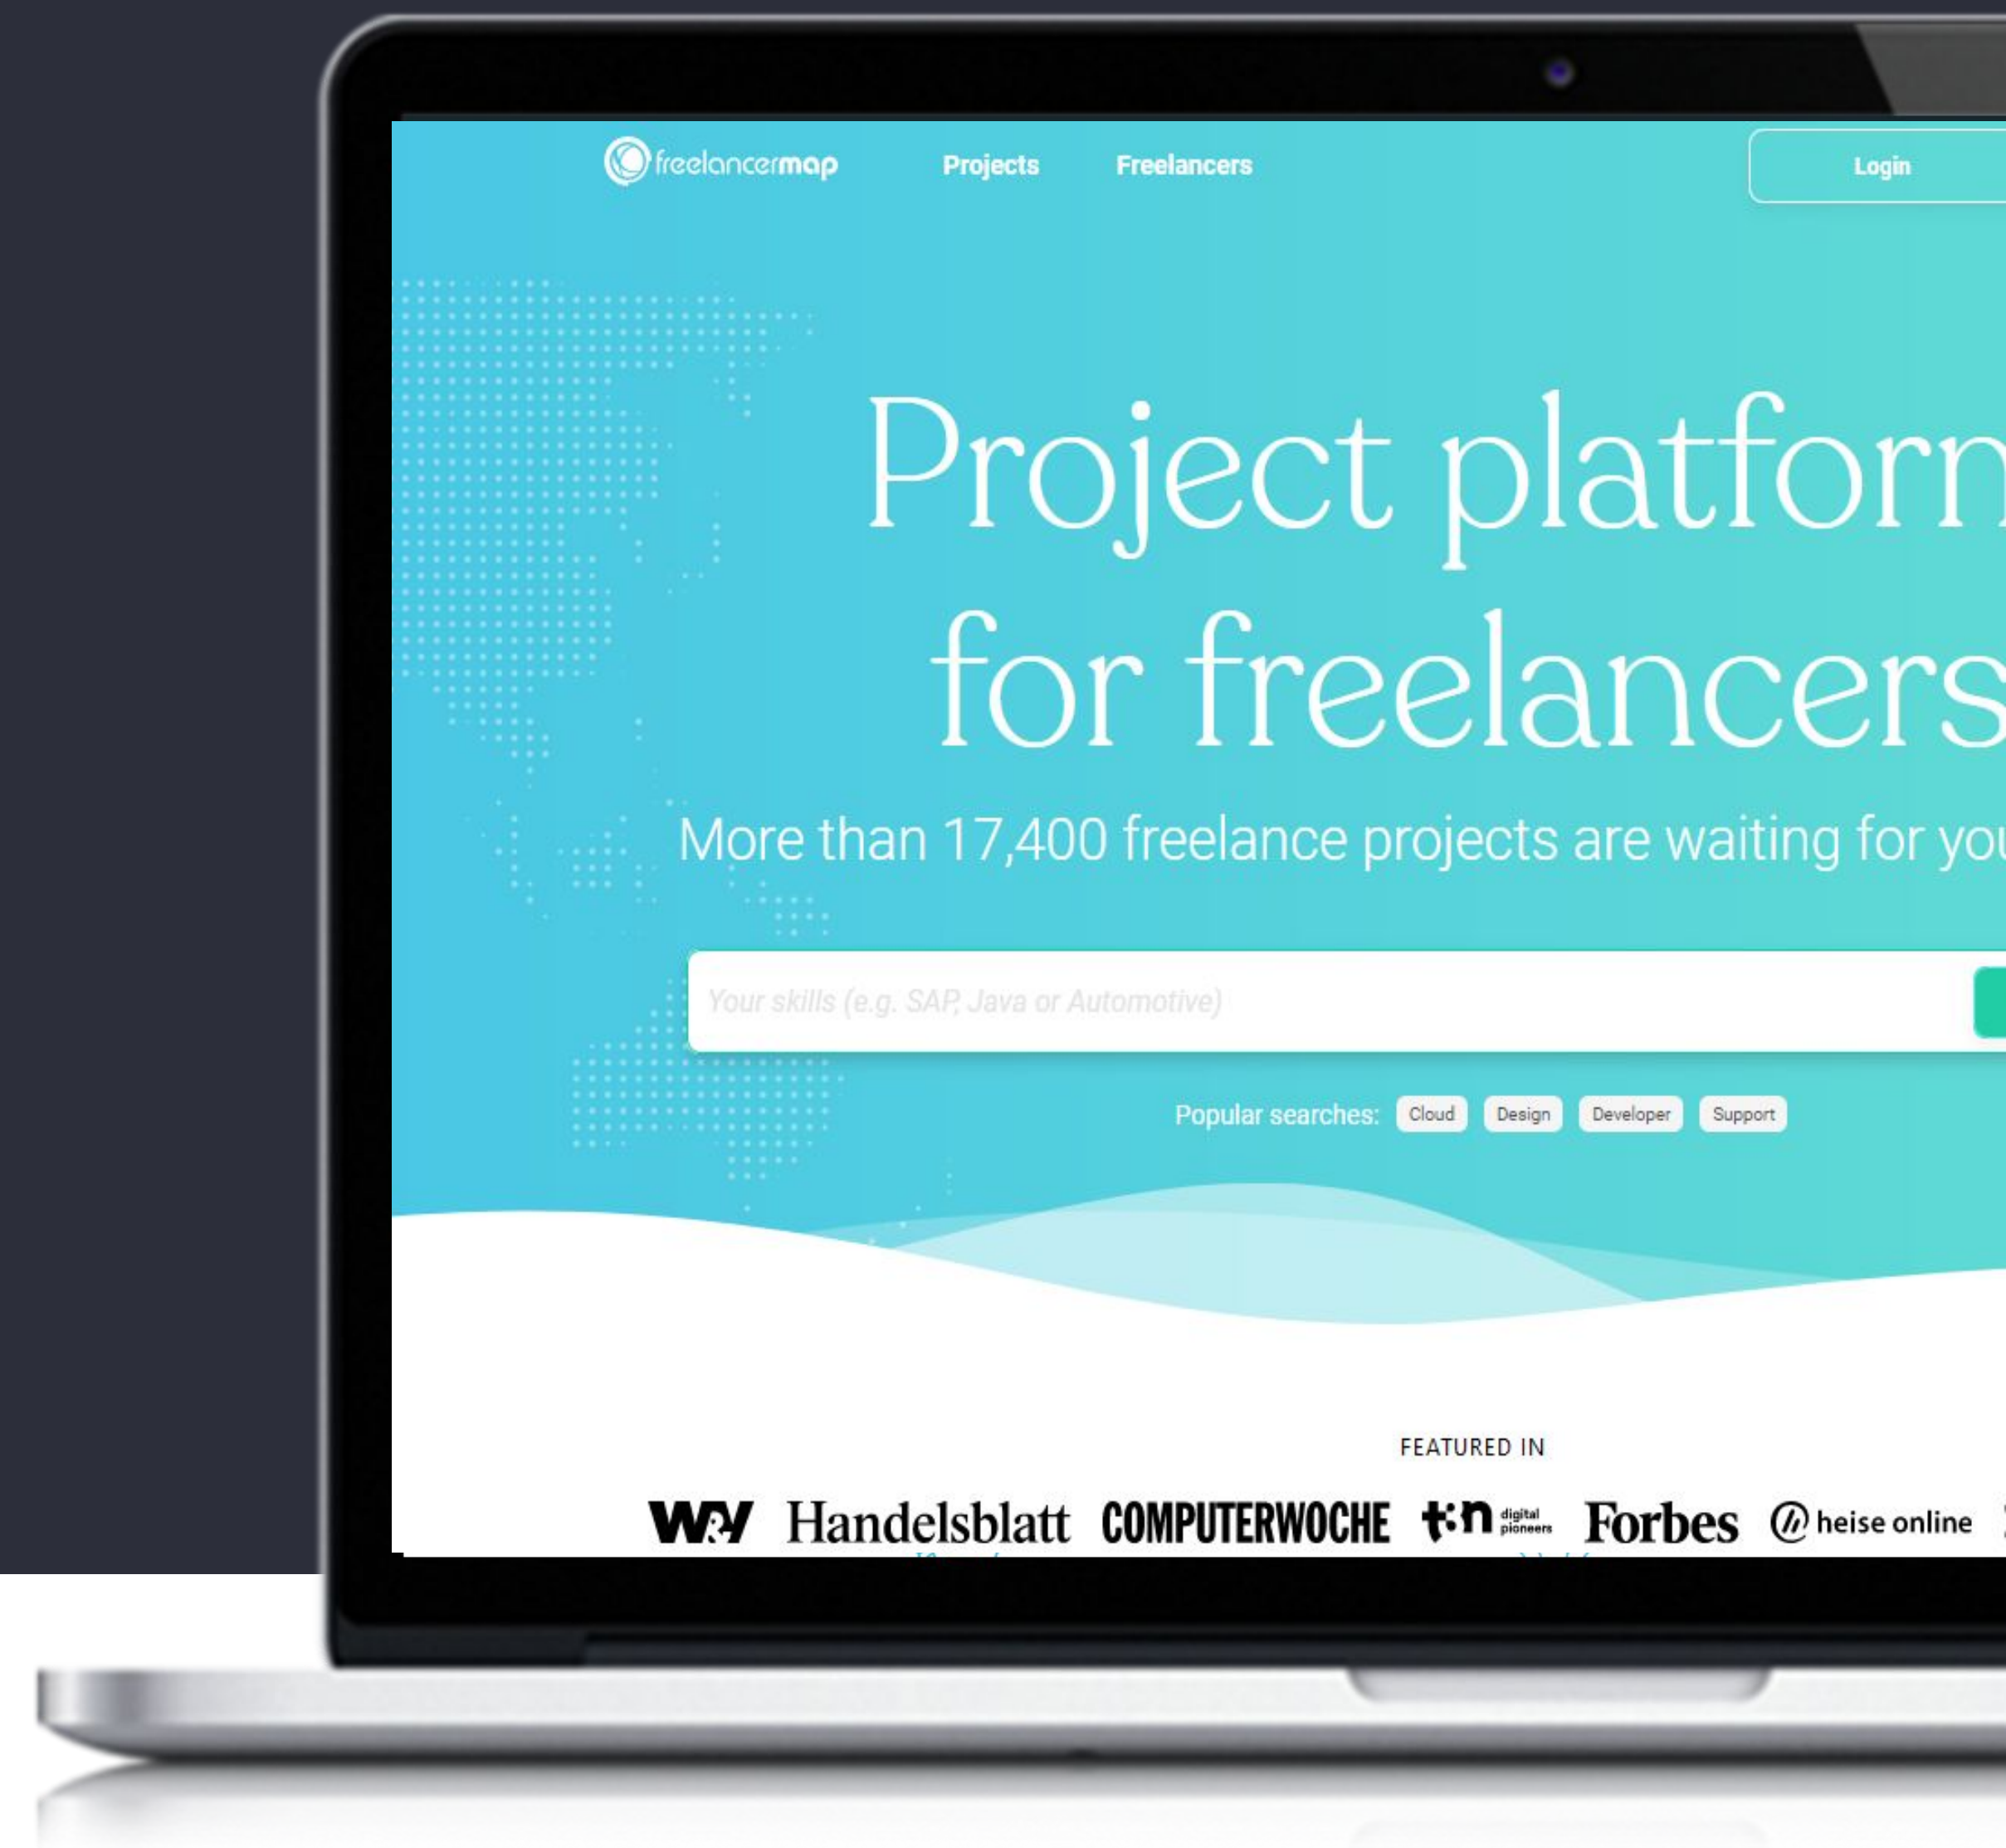 freelancermap Projects Freelancers Login
Project platform
for freelancers
More than 17,400 freelance projects are waiting for you
Your skills (e.g. SAP, Java or Automotive)
Popular searches: Cloud Design Developer Support
FEATURED IN
W&V Handelsblatt COMPUTERWOCHE t3n digital pioneers Forbes heise online